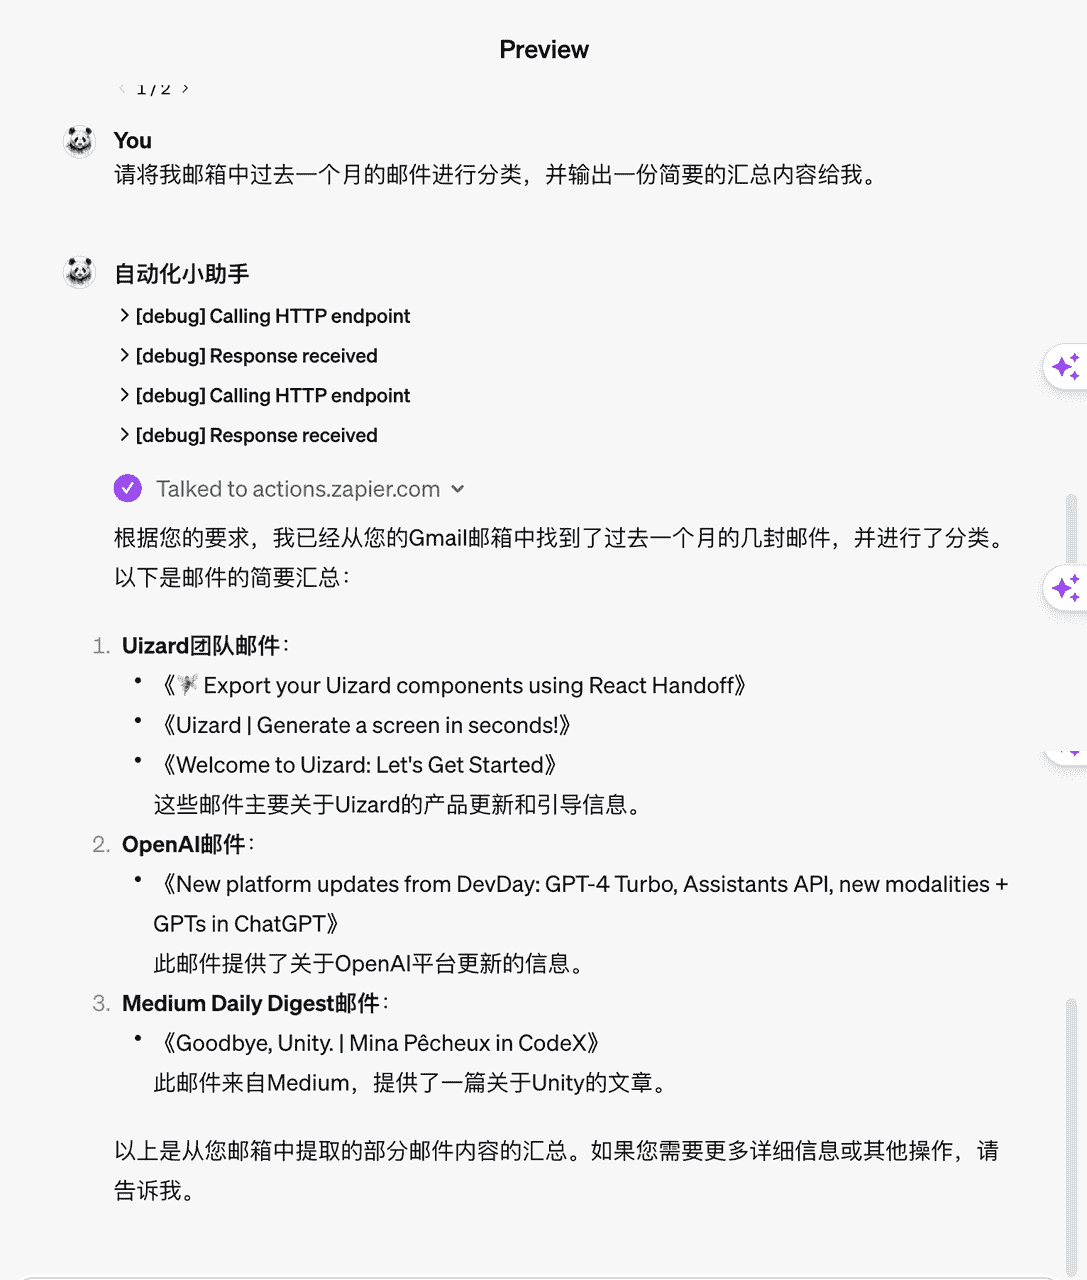 Preview
1/2
You
请将我邮箱中过去一个月的邮件进行分类，并输出一份简要的汇总内容给我。
自动化小助手
[debug] Calling HTTP endpoint
[debug] Response received
[debug] Calling HTTP endpoint
[debug] Response received
Talked to actions.zapier.com
根据您的要求，我已经从您的Gmail邮箱中找到了过去一个月的几封邮件，并进行了分类。
以下是邮件的简要汇总：
1. Uizard团队邮件：
• 《🧚 Export your Uizard components using React Handoff》
• 《Uizard | Generate a screen in seconds!》
• 《Welcome to Uizard: Let's Get Started》
这些邮件主要关于Uizard的产品更新和引导信息。
2. OpenAI邮件：
• 《New platform updates from DevDay: GPT-4 Turbo, Assistants API, new modalities +
GPTs in ChatGPT》
此邮件提供了关于OpenAI平台更新的信息。
3. Medium Daily Digest邮件：
• 《Goodbye, Unity. | Mina Pêcheux in CodeX》
此邮件来自Medium，提供了一篇关于Unity的文章。
以上是从您邮箱中提取的部分邮件内容的汇总。如果您需要更多详细信息或其他操作，请
告诉我。